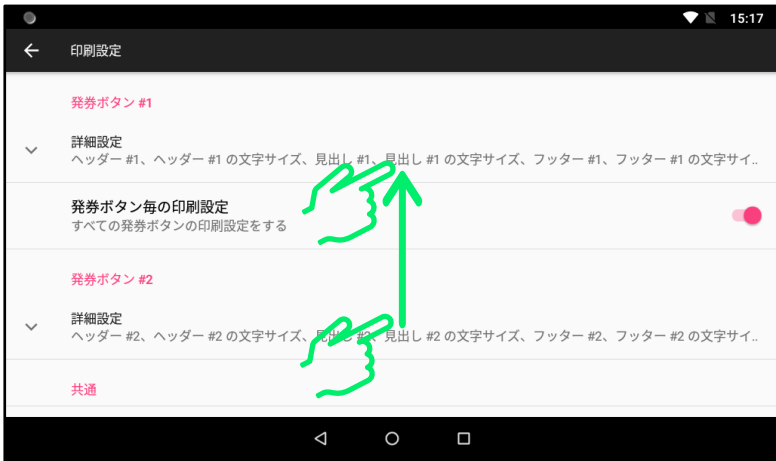 15:17
印刷設定
発券ボタン #1
詳細設定
ヘッダー #1、ヘッダー #1 の文字サイズ、見出し #1、見出し #1 の文字サイズ、フッター #1、フッター #1 の文字サイ..
発券ボタン毎の印刷設定
すべての発券ボタンの印刷設定をする
発券ボタン #2
詳細設定
ヘッダー #2、ヘッダー #2 の文字サイズ、見出し #2、見出し #2 の文字サイズ、フッター #2、フッター #2 の文字サイ..
共通